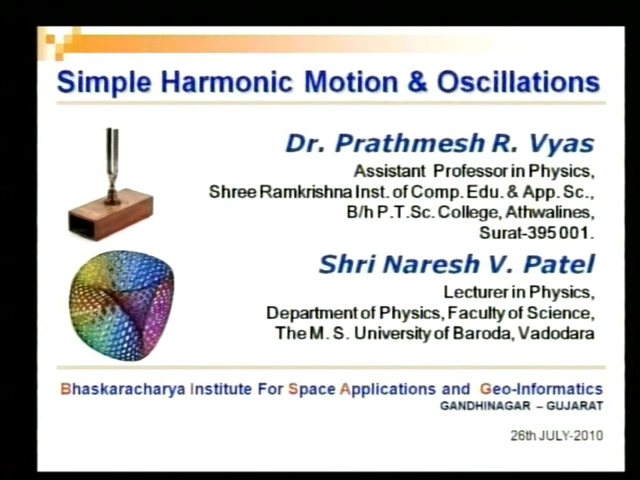 Simple Harmonic Motion & Oscillations
Dr. Prathmesh R. Vyas
Assistant Professor in Physics,
Shree Ramkrishna Inst. of Comp. Edu. & App. Sc.,
B/h P.T.Sc. College, Athwalines,
Surat-395 001.
Shri Naresh V. Patel
Lecturer in Physics,
Department of Physics, Faculty of Science,
The M. S. University of Baroda, Vadodara
Bhaskaracharya Institute For Space Applications and Geo-Informatics
GANDHINAGAR – GUJARAT
26th JULY-2010